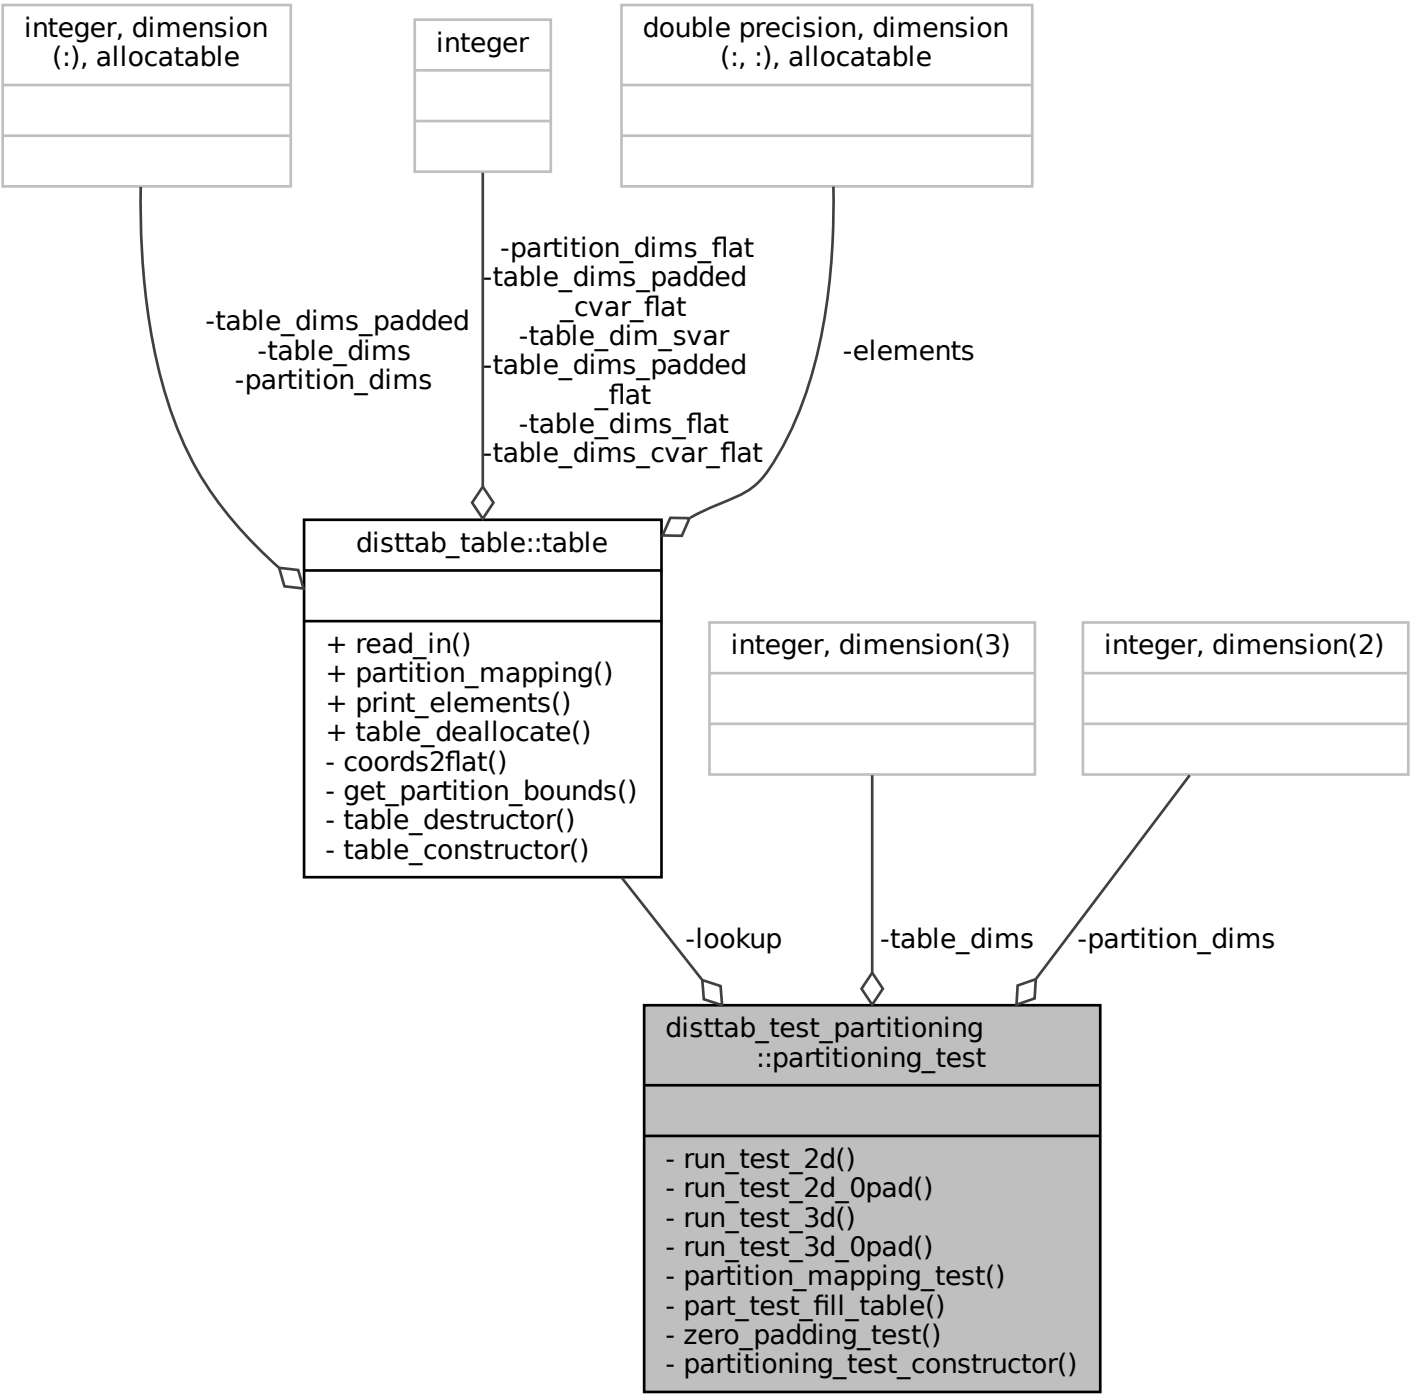 integer, dimension
(:), allocatable
integer
double precision, dimension
(:, :), allocatable
-table_dims_padded
-table_dims
-partition_dims
-partition_dims_flat
-table_dims_padded
_cvar_flat
-table_dim_svar
-table_dims_padded
_flat
-table_dims_flat
-table_dims_cvar_flat
-elements
disttab_table::table
+ read_in()
+ partition_mapping()
+ print_elements()
+ table_deallocate()
- coords2flat()
- get_partition_bounds()
- table_destructor()
- table_constructor()
integer, dimension(3)
integer, dimension(2)
-lookup
-table_dims
-partition_dims
disttab_test_partitioning
::partitioning_test
- run_test_2d()
- run_test_2d_0pad()
- run_test_3d()
- run_test_3d_0pad()
- partition_mapping_test()
- part_test_fill_table()
- zero_padding_test()
- partitioning_test_constructor()